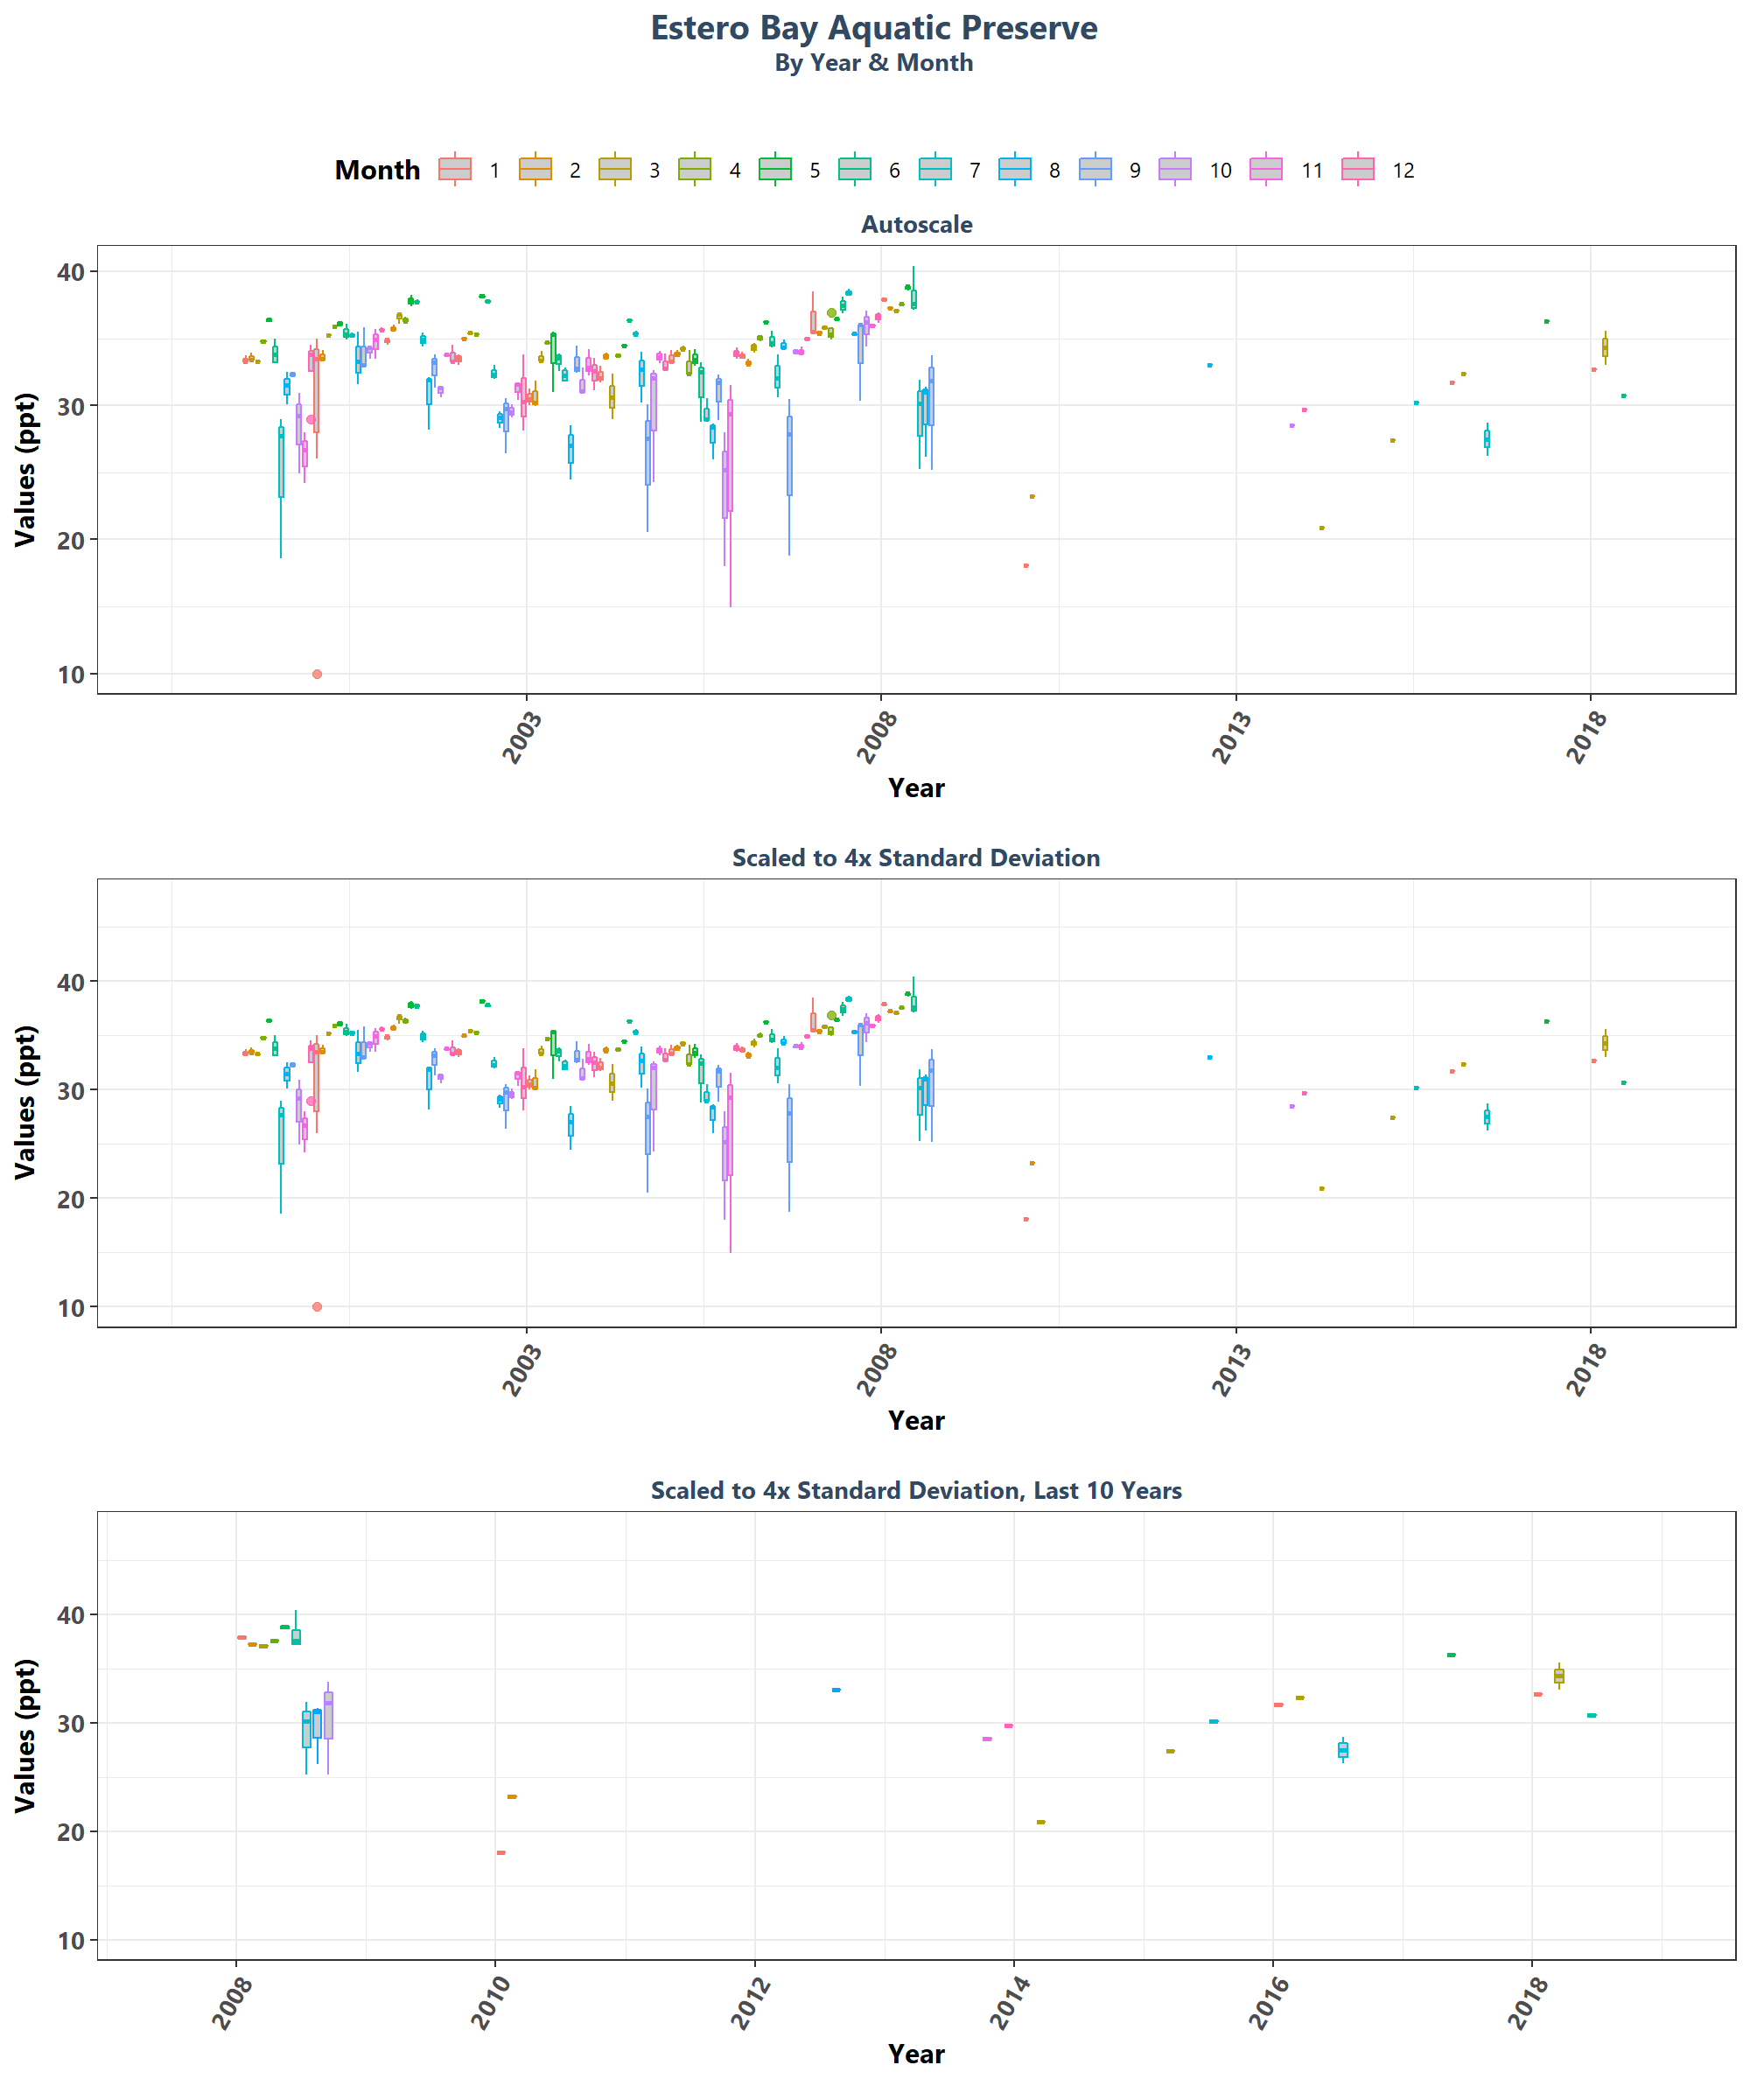 Estero Bay Aquatic Preserve
By Year & Month
Month 1 2 3 4 5 6 7 8 9 10 11 12
Autoscale
Values (ppt)
40
30
20
10
2003 2008 2013 2018
Year
Scaled to 4x Standard Deviation
Values (ppt)
40
30
20
10
2003 2008 2013 2018
Year
Scaled to 4x Standard Deviation, Last 10 Years
Values (ppt)
40
30
20
10
2008 2010 2012 2014 2016 2018
Year